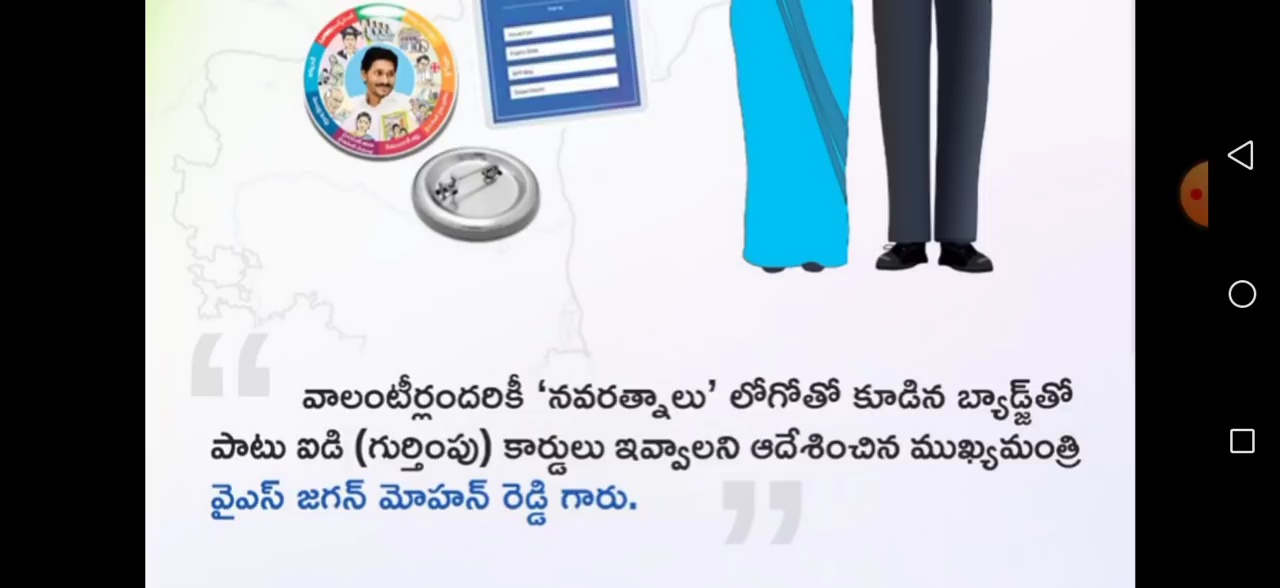 వాలంటీర్లందరికీ ‘నవరత్నాలు’ లోగోతో కూడిన బ్యాడ్జ్‌తో
పాటు ఐడి (గుర్తింపు) కార్డులు ఇవ్వాలని ఆదేశించిన ముఖ్యమంత్రి
వైఎస్ జగన్ మోహన్ రెడ్డి గారు.